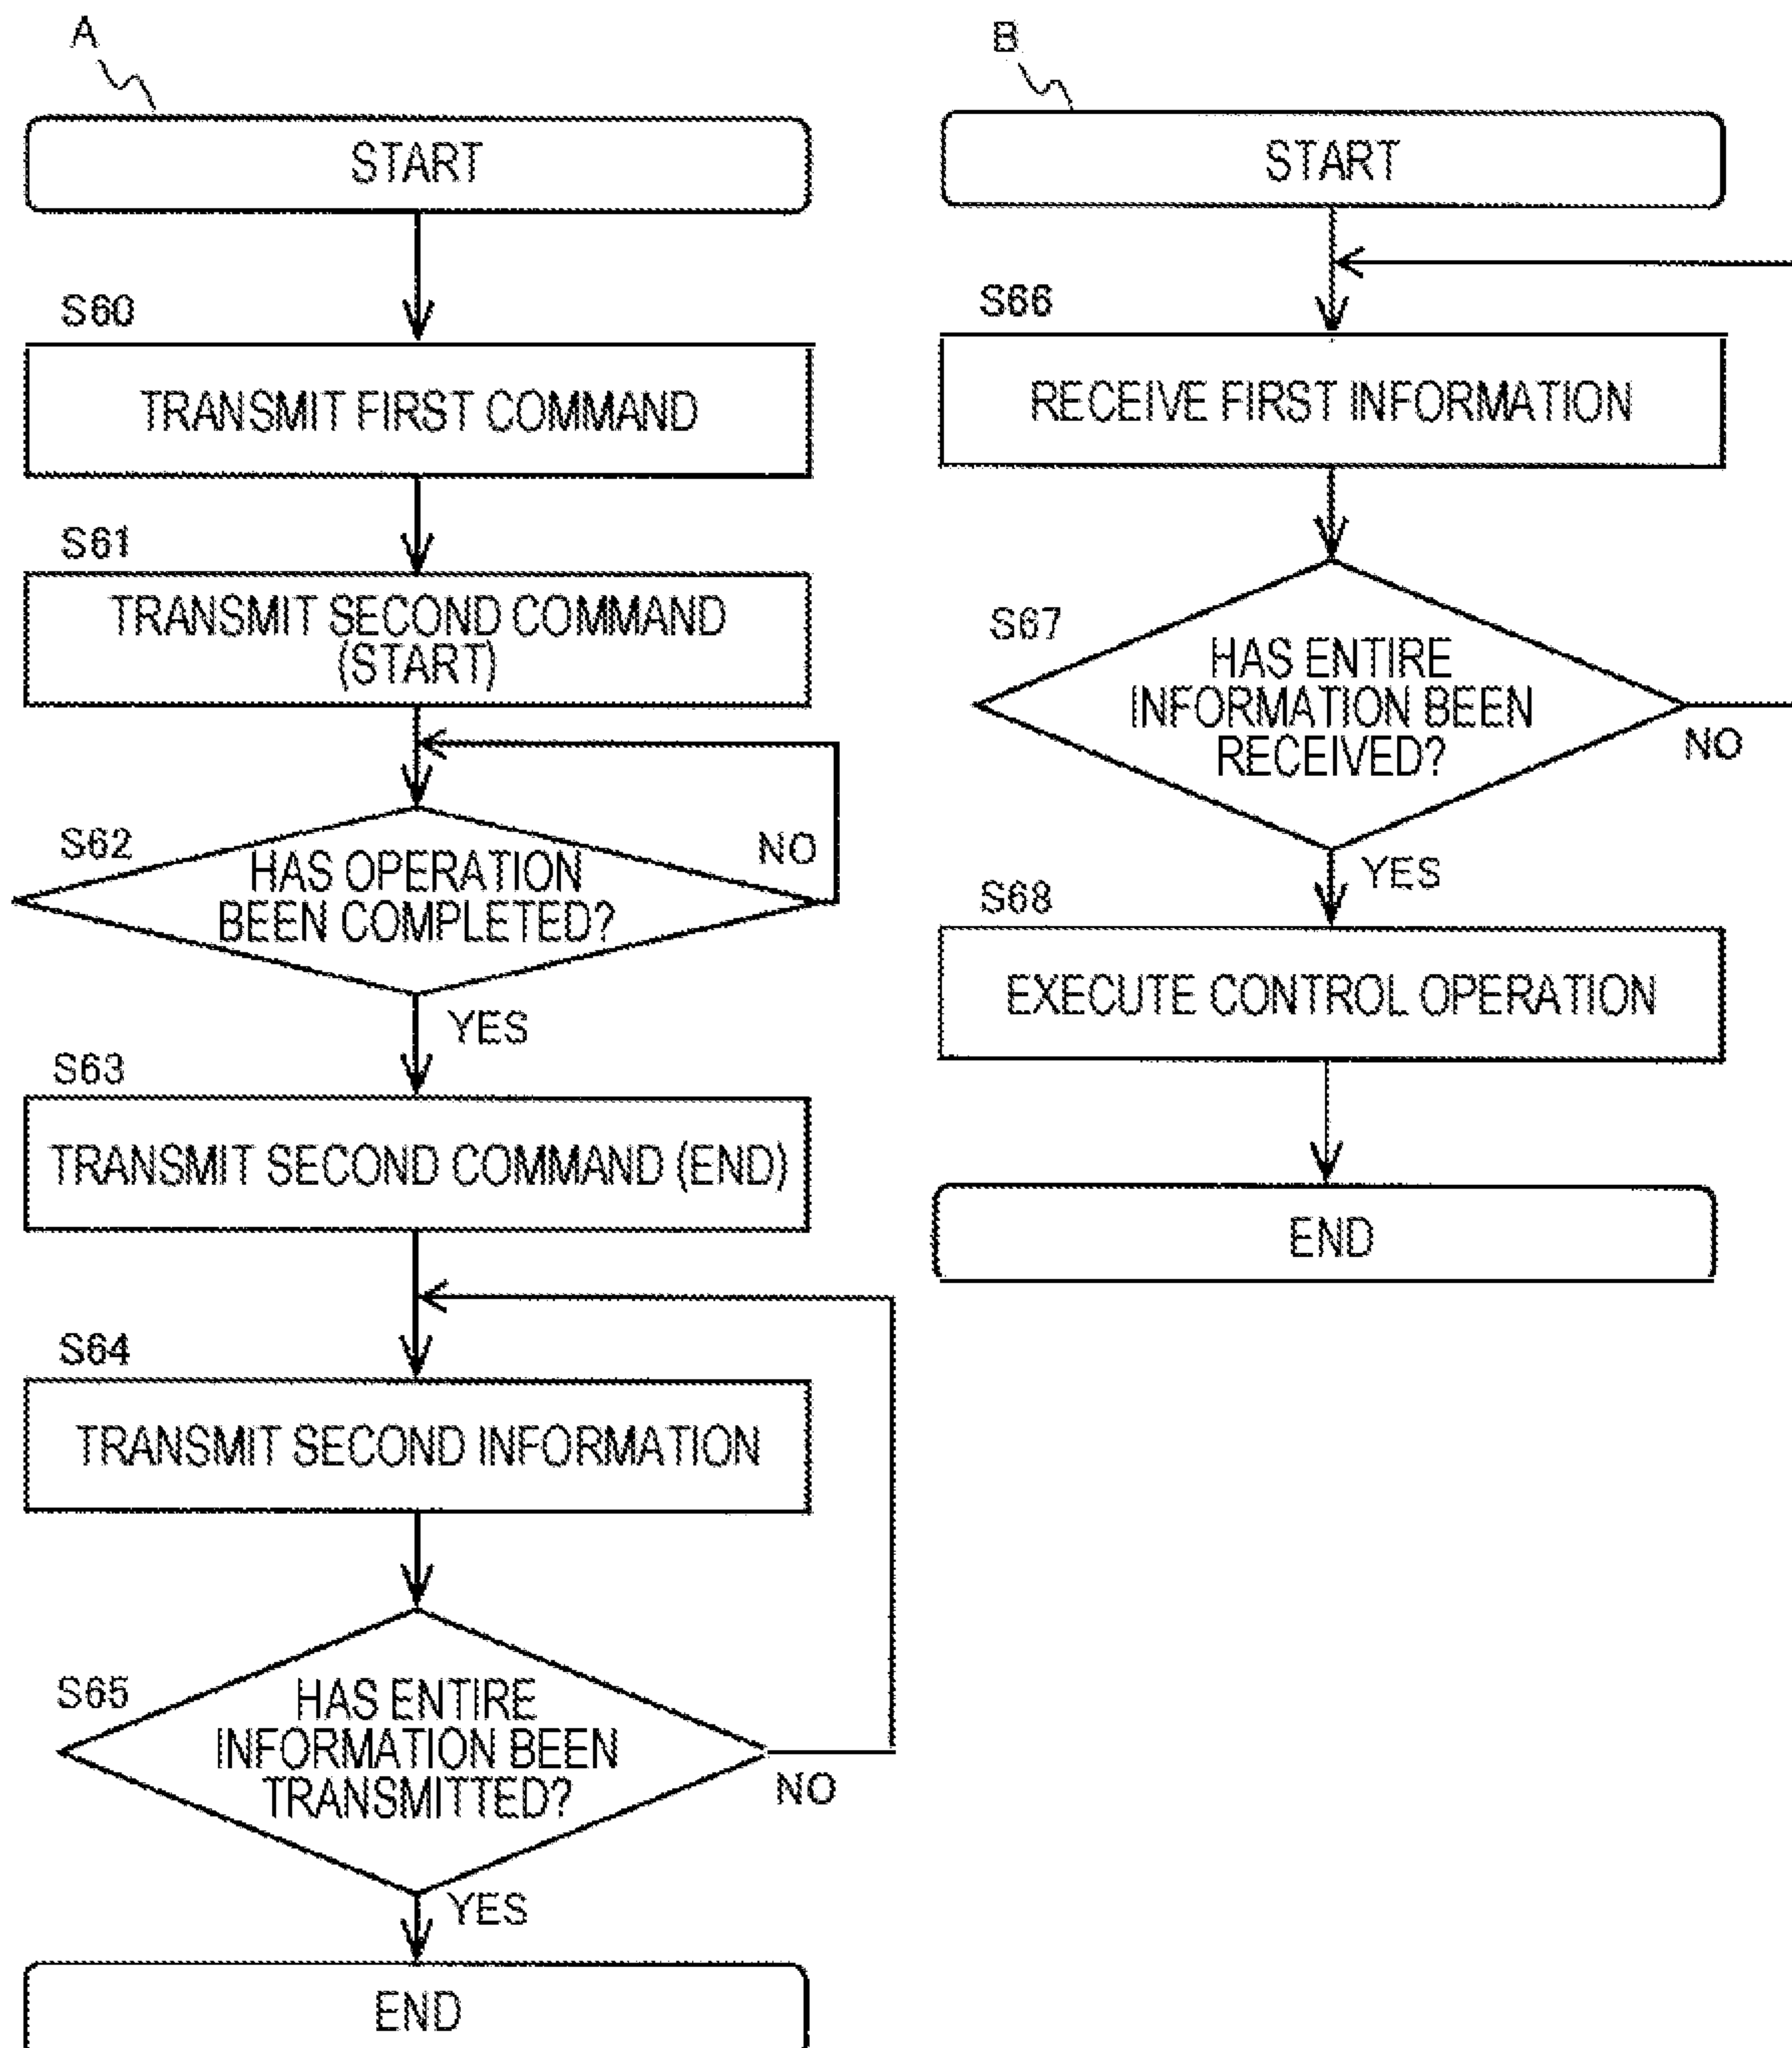 A
START
S60
TRANSMIT FIRST COMMAND
S61
TRANSMIT SECOND COMMAND
(START)
S62
HAS OPERATION
BEEN COMPLETED?
NO
YES
S63
TRANSMIT SECOND COMMAND (END)
S64
TRANSMIT SECOND INFORMATION
S65
HAS ENTIRE
INFORMATION BEEN
TRANSMITTED?
NO
YES
END
B
START
S66
RECEIVE FIRST INFORMATION
S67
HAS ENTIRE
INFORMATION BEEN
RECEIVED?
NO
YES
S68
EXECUTE CONTROL OPERATION
END